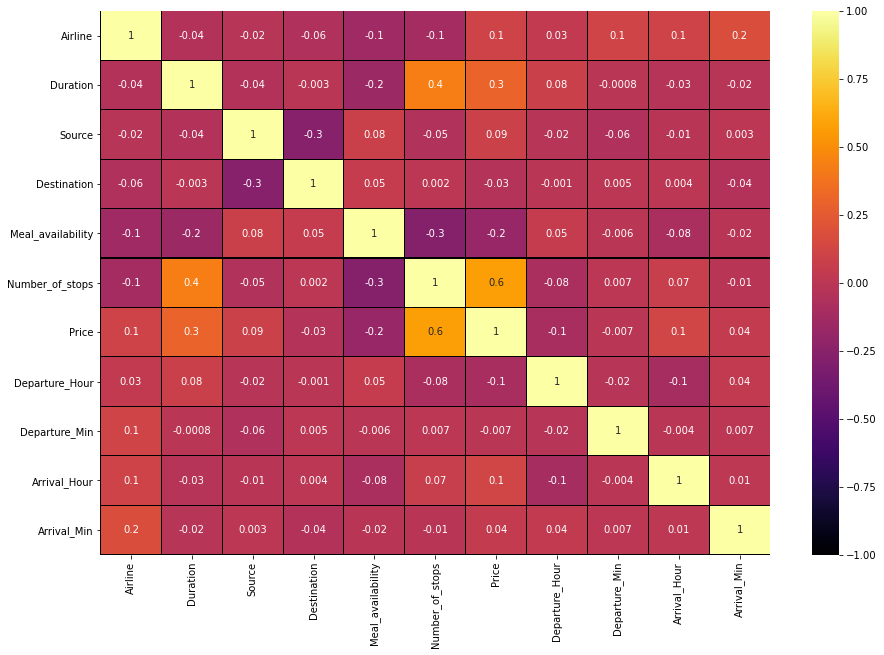 Airline 1 -0.04 -0.02 -0.06 -0.1 -0.1 0.1 0.03 0.1 0.1 0.2
Duration -0.04 1 -0.04 -0.003 -0.2 0.4 0.3 0.08 -0.0008 -0.03 -0.02
Source -0.02 -0.04 1 -0.3 0.08 -0.05 0.09 -0.02 -0.06 -0.01 0.003
Destination -0.06 -0.003 -0.3 1 0.05 0.002 -0.03 -0.001 0.005 0.004 -0.04
Meal_availability -0.1 -0.2 0.08 0.05 1 -0.3 -0.2 0.05 -0.006 -0.08 -0.02
Number_of_stops -0.1 0.4 -0.05 0.002 -0.3 1 0.6 -0.08 0.007 0.07 -0.01
Price 0.1 0.3 0.09 -0.03 -0.2 0.6 1 -0.1 -0.007 0.1 0.04
Departure_Hour 0.03 0.08 -0.02 -0.001 0.05 -0.08 -0.1 1 -0.02 -0.1 0.04
Departure_Min 0.1 -0.0008 -0.06 0.005 -0.006 0.007 -0.007 -0.02 1 -0.004 0.007
Arrival_Hour 0.1 -0.03 -0.01 0.004 -0.08 0.07 0.1 -0.1 -0.004 1 0.01
Arrival_Min 0.2 -0.02 0.003 -0.04 -0.02 -0.01 0.04 0.04 0.007 0.01 1
Airline
Duration
Source
Destination
Meal_availability
Number_of_stops
Price
Departure_Hour
Departure_Min
Arrival_Hour
Arrival_Min
1.00
0.75
0.50
0.25
0.00
−0.25
−0.50
−0.75
−1.00